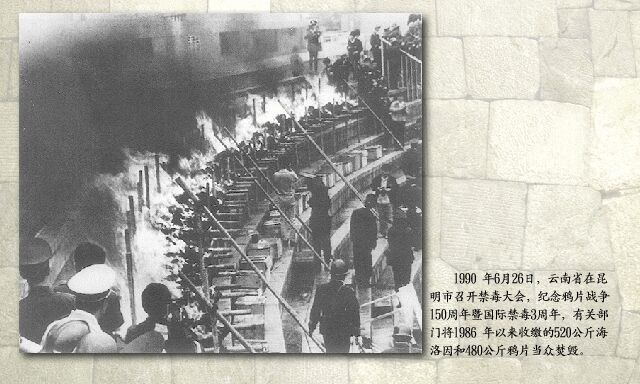 1990 年6月26日，云南省在昆
明市召开禁毒大会，纪念鸦片战争
150周年暨国际禁毒3周年，有关部
门将1986 年以来收缴的520公斤海
洛因和480公斤鸦片当众焚毁。